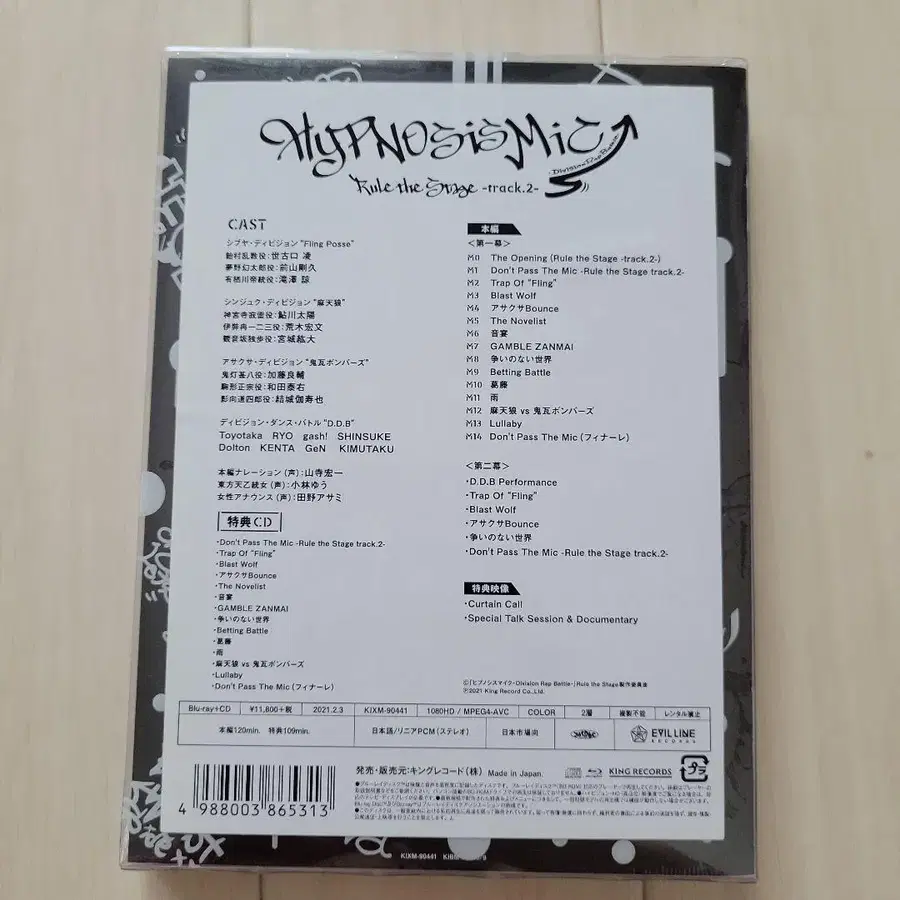 HYPNOSISMIC
-Division Rap Battle-
Rule the Stage -track.2-
CAST
シブヤ・ディビジョン "Fling Posse"
飴村乱数役：世古口 凌
夢野幻太郎役：前山剛久
有栖川帝統役：滝澤 諒
シンジュク・ディビジョン "麻天狼"
神宮寺寂雷役：鮎川太陽
伊弉冉一二三役：荒木宏文
観音坂独歩役：宮城紘大
アサクサ・ディビジョン "鬼瓦ボンバーズ"
鬼灯甚八役：加藤良輔
駒形正宗役：和田泰右
影向道四郎役：結城伽寿也
ディビジョン・ダンス・バトル "D.D.B"
Toyotaka RYO gash! SHINSUKE
Dolton KENTA GeN KIMUTAKU
本編ナレーション（声）：山寺宏一
東方天乙統女（声）：小林ゆう
女性アナウンス（声）：田野アサミ
特典CD
・Don't Pass The Mic -Rule the Stage track.2-
・Trap Of "Fling"
・Blast Wolf
・アサクサBounce
・The Novelist
・音宴
・GAMBLE ZANMAI
・争いのない世界
・Betting Battle
・葛藤
・雨
・麻天狼 vs 鬼瓦ボンバーズ
・Lullaby
・Don't Pass The Mic（フィナーレ）
本編
＜第一幕＞
M0 The Opening (Rule the Stage -track.2-)
M1 Don't Pass The Mic -Rule the Stage track.2-
M2 Trap Of "Fling"
M3 Blast Wolf
M4 アサクサBounce
M5 The Novelist
M6 音宴
M7 GAMBLE ZANMAI
M8 争いのない世界
M9 Betting Battle
M10 葛藤
M11 雨
M12 麻天狼 vs 鬼瓦ボンバーズ
M13 Lullaby
M14 Don't Pass The Mic（フィナーレ）
＜第二幕＞
・D.D.B Performance
・Trap Of "Fling"
・Blast Wolf
・アサクサBounce
・争いのない世界
・Don't Pass The Mic -Rule the Stage track.2-
特典映像
・Curtain Call
・Special Talk Session & Documentary
Ⓒ『ヒプノシスマイク-Division Rap Battle-』Rule the Stage製作委員会
Ⓟ2021 King Record Co.,Ltd.
Blu-ray+CD ¥11,800+税 2021.2.3 KIXM-90441 1080HD / MPEG4-AVC COLOR 2層 複製不能 レンタル禁止
本編120min. 特典109min. 日本語/リニアPCM（ステレオ） 日本市場向 EVIL LINE RECORDS
発売・販売元：キングレコード（株） Made in Japan. KING RECORDS プラ
4 988003 865313
KIXM-90441